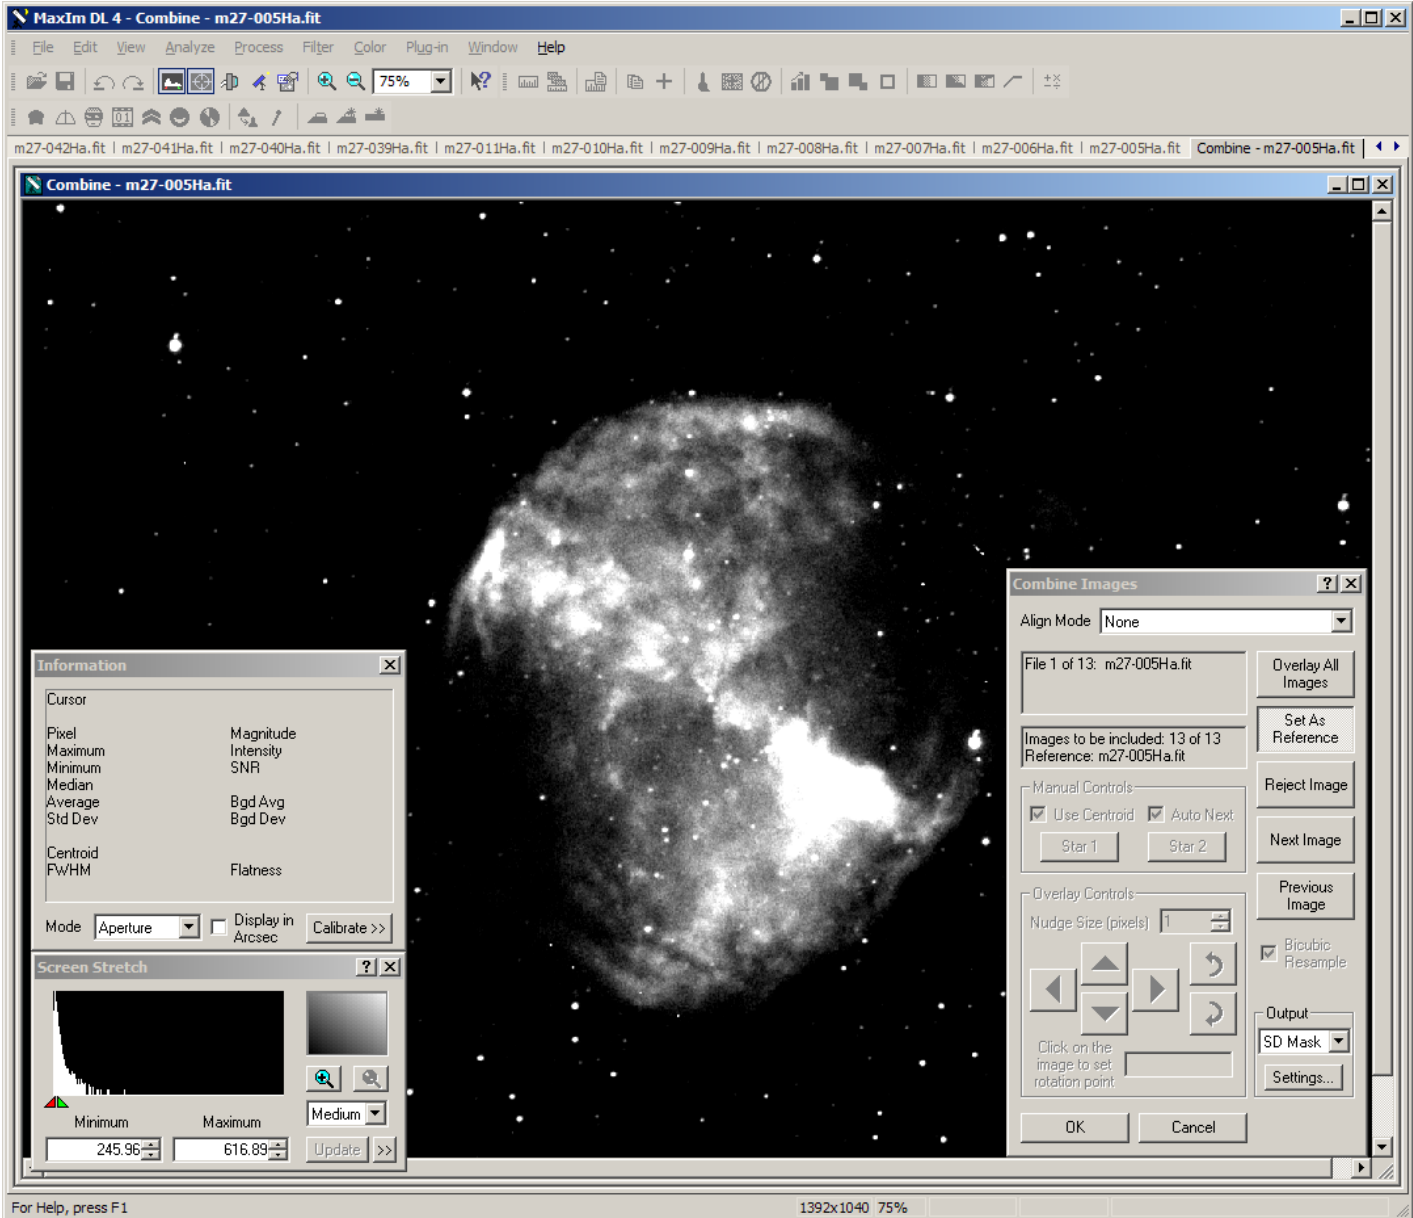 MaxIm DL 4 - Combine - m27-005Ha.fit
File Edit View Analyze Process Filter Color Plug-in Window Help
75%
m27-042Ha.fit | m27-041Ha.fit | m27-040Ha.fit | m27-039Ha.fit | m27-011Ha.fit | m27-010Ha.fit | m27-009Ha.fit | m27-008Ha.fit | m27-007Ha.fit | m27-006Ha.fit | m27-005Ha.fit Combine - m27-005Ha.fit
Combine - m27-005Ha.fit
Information
Cursor
Pixel Magnitude
Maximum Intensity
Minimum SNR
Median
Average Bgd Avg
Std Dev Bgd Dev
Centroid
FWHM Flatness
Mode Aperture Display in
Arcsec
Calibrate >>
Screen Stretch
Medium
Minimum Maximum
245.96 616.89 Update >>
Combine Images
Align Mode None
File 1 of 13: m27-005Ha.fit
Overlay All
Images
Set As
Reference
Images to be included: 13 of 13
Reference: m27-005Ha.fit
Reject Image
Manual Controls
Use Centroid Auto Next
Star 1 Star 2
Next Image
Previous
Image
Overlay Controls
Nudge Size (pixels) 1
Bicubic
Resample
Click on the
image to set
rotation point
Output
SD Mask
Settings...
OK Cancel
For Help, press F1 1392x1040 75%